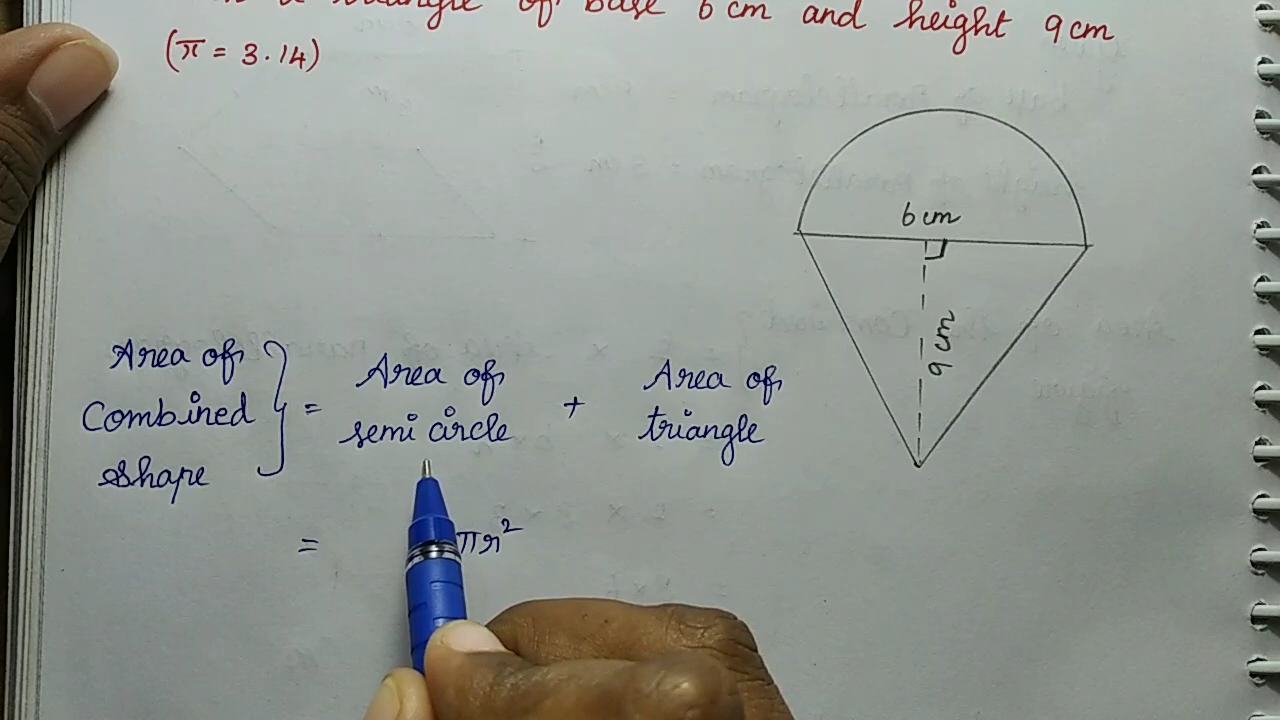 a triangle of base 6 cm and height 9 cm
(π = 3.14)
6 cm
9 cm
Area of Combined shape } = Area of semi circle + Area of triangle
= πr²